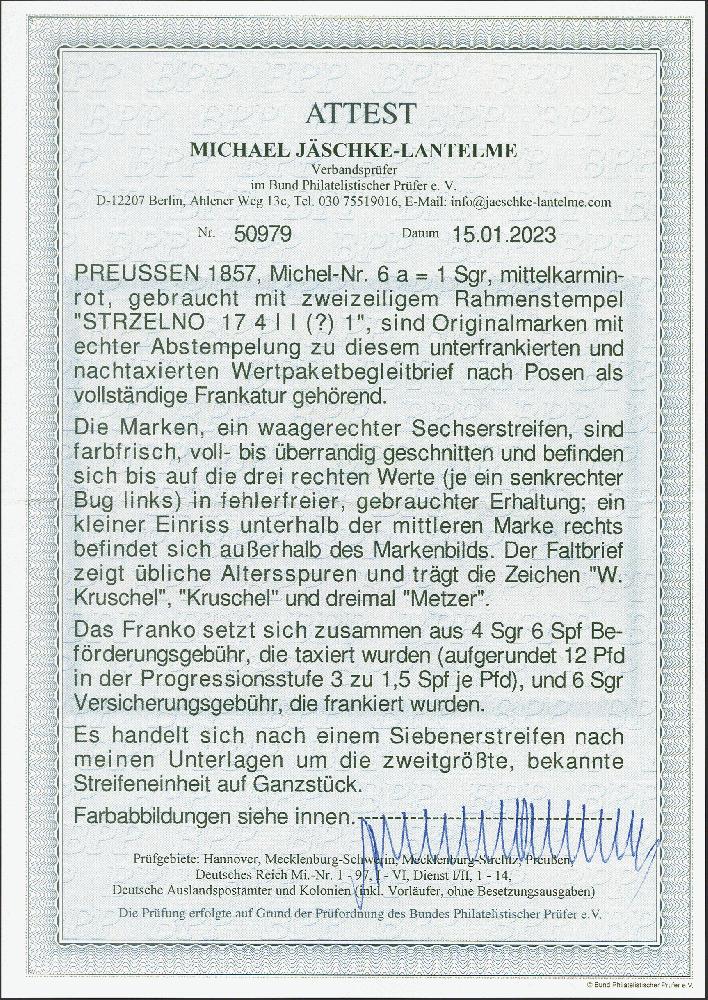 ATTEST
MICHAEL JÄSCHKE-LANTELME
Verbandsprüfer
im Bund Philatelistischer Prüfer e. V.
D-12207 Berlin, Ahlener Weg 13c, Tel. 030 75519016, E-Mail: info@jaeschke-lantelme.com
Nr. 50979 Datum 15.01.2023
PREUSSEN 1857, Michel-Nr. 6 a = 1 Sgr, mittelkarmin-
rot, gebraucht mit zweizeiligem Rahmenstempel
"STRZELNO 17 4 I I (?) 1", sind Originalmarken mit
echter Abstempelung zu diesem unterfrankierten und
nachtaxierten Wertpaketbegleitbrief nach Posen als
vollständige Frankatur gehörend.
Die Marken, ein waagerechter Sechserstreifen, sind
farbfrisch, voll- bis überrandig geschnitten und befinden
sich bis auf die drei rechten Werte (je ein senkrechter
Bug links) in fehlerfreier, gebrauchter Erhaltung; ein
kleiner Einriss unterhalb der mittleren Marke rechts
befindet sich außerhalb des Markenbilds. Der Faltbrief
zeigt übliche Altersspuren und trägt die Zeichen "W.
Kruschel", "Kruschel" und dreimal "Metzer".
Das Franko setzt sich zusammen aus 4 Sgr 6 Spf Be-
förderungsgebühr, die taxiert wurden (aufgerundet 12 Pfd
in der Progressionsstufe 3 zu 1,5 Spf je Pfd), und 6 Sgr
Versicherungsgebühr, die frankiert wurden.
Es handelt sich nach einem Siebenerstreifen nach
meinen Unterlagen um die zweitgrößte, bekannte
Streifeneinheit auf Ganzstück.
Farbabbildungen siehe innen.
Prüfgebiete: Hannover, Mecklenburg-Schwerin, Mecklenburg-Strelitz, Preußen,
Deutsches Reich Mi.-Nr. 1 - 97, I - VI, Dienst I/II, 1 - 14,
Deutsche Auslandspostämter und Kolonien (inkl. Vorläufer, ohne Besetzungsausgaben)
Die Prüfung erfolgte auf Grund der Prüfordnung des Bundes Philatelistischer Prüfer e.V.
© Bund Philatelistischer Prüfer e. V.